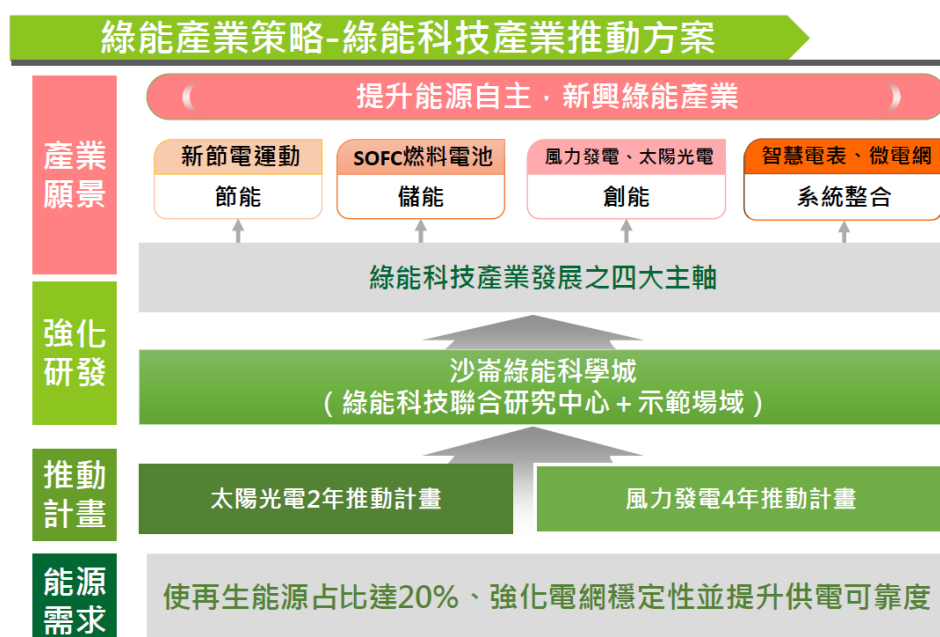 綠能產業策略-綠能科技產業推動方案
產業
願景
提升能源自主．新興綠能產業
新節電運動
節能
SOFC燃料電池
儲能
風力發電、太陽光電
創能
智慧電表、微電網
系統整合
綠能科技產業發展之四大主軸
強化
研發
沙崙綠能科學城
（綠能科技聯合研究中心＋示範場域）
推動
計畫
太陽光電2年推動計畫
風力發電4年推動計畫
能源
需求
使再生能源占比達20%、強化電網穩定性並提升供電可靠度